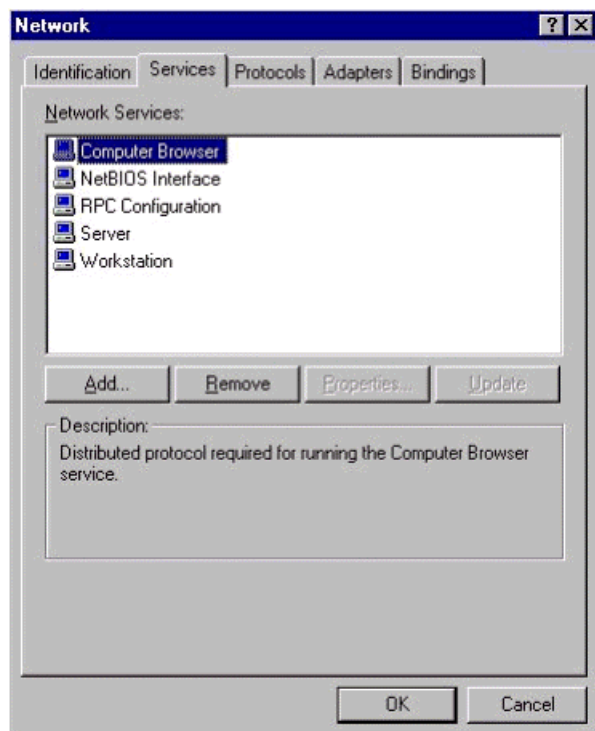 Network
Identification Services Protocols Adapters Bindings
Network Services:
Computer Browser
NetBIOS Interface
RPC Configuration
Server
Workstation
Add... Remove Properties... Update
Description:
Distributed protocol required for running the Computer Browser
service.
OK Cancel